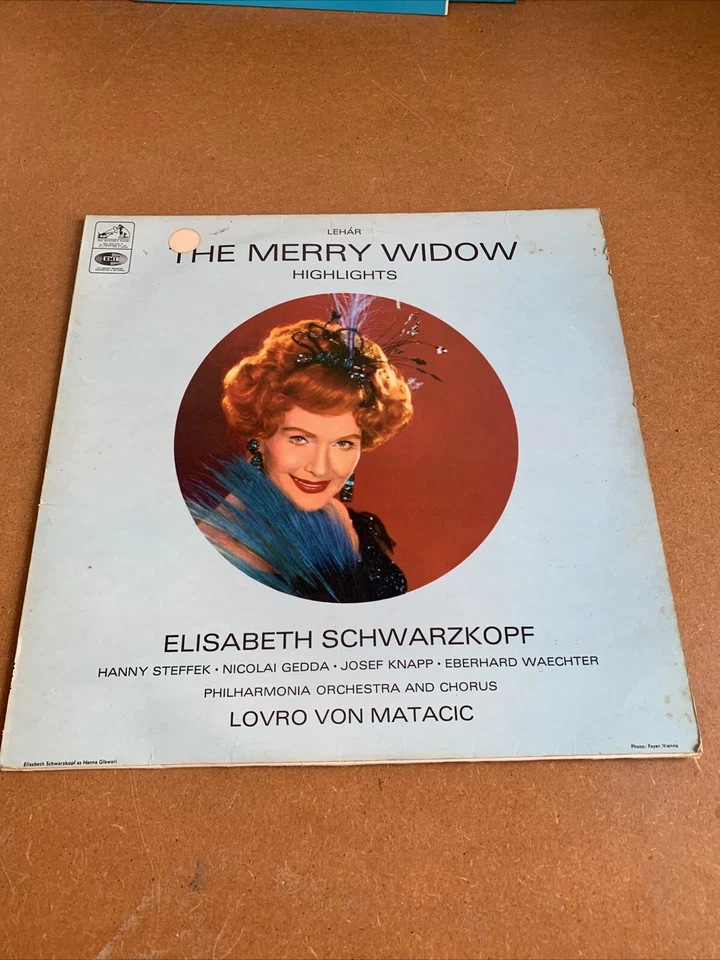 LEHÁR
THE MERRY WIDOW
HIGHLIGHTS
EMI
ELISABETH SCHWARZKOPF
HANNY STEFFEK • NICOLAI GEDDA • JOSEF KNAPP • EBERHARD WAECHTER
PHILHARMONIA ORCHESTRA AND CHORUS
LOVRO VON MATACIC
Elisabeth Schwarzkopf as Hanna Glawari
Photo: Fayer, Vienna